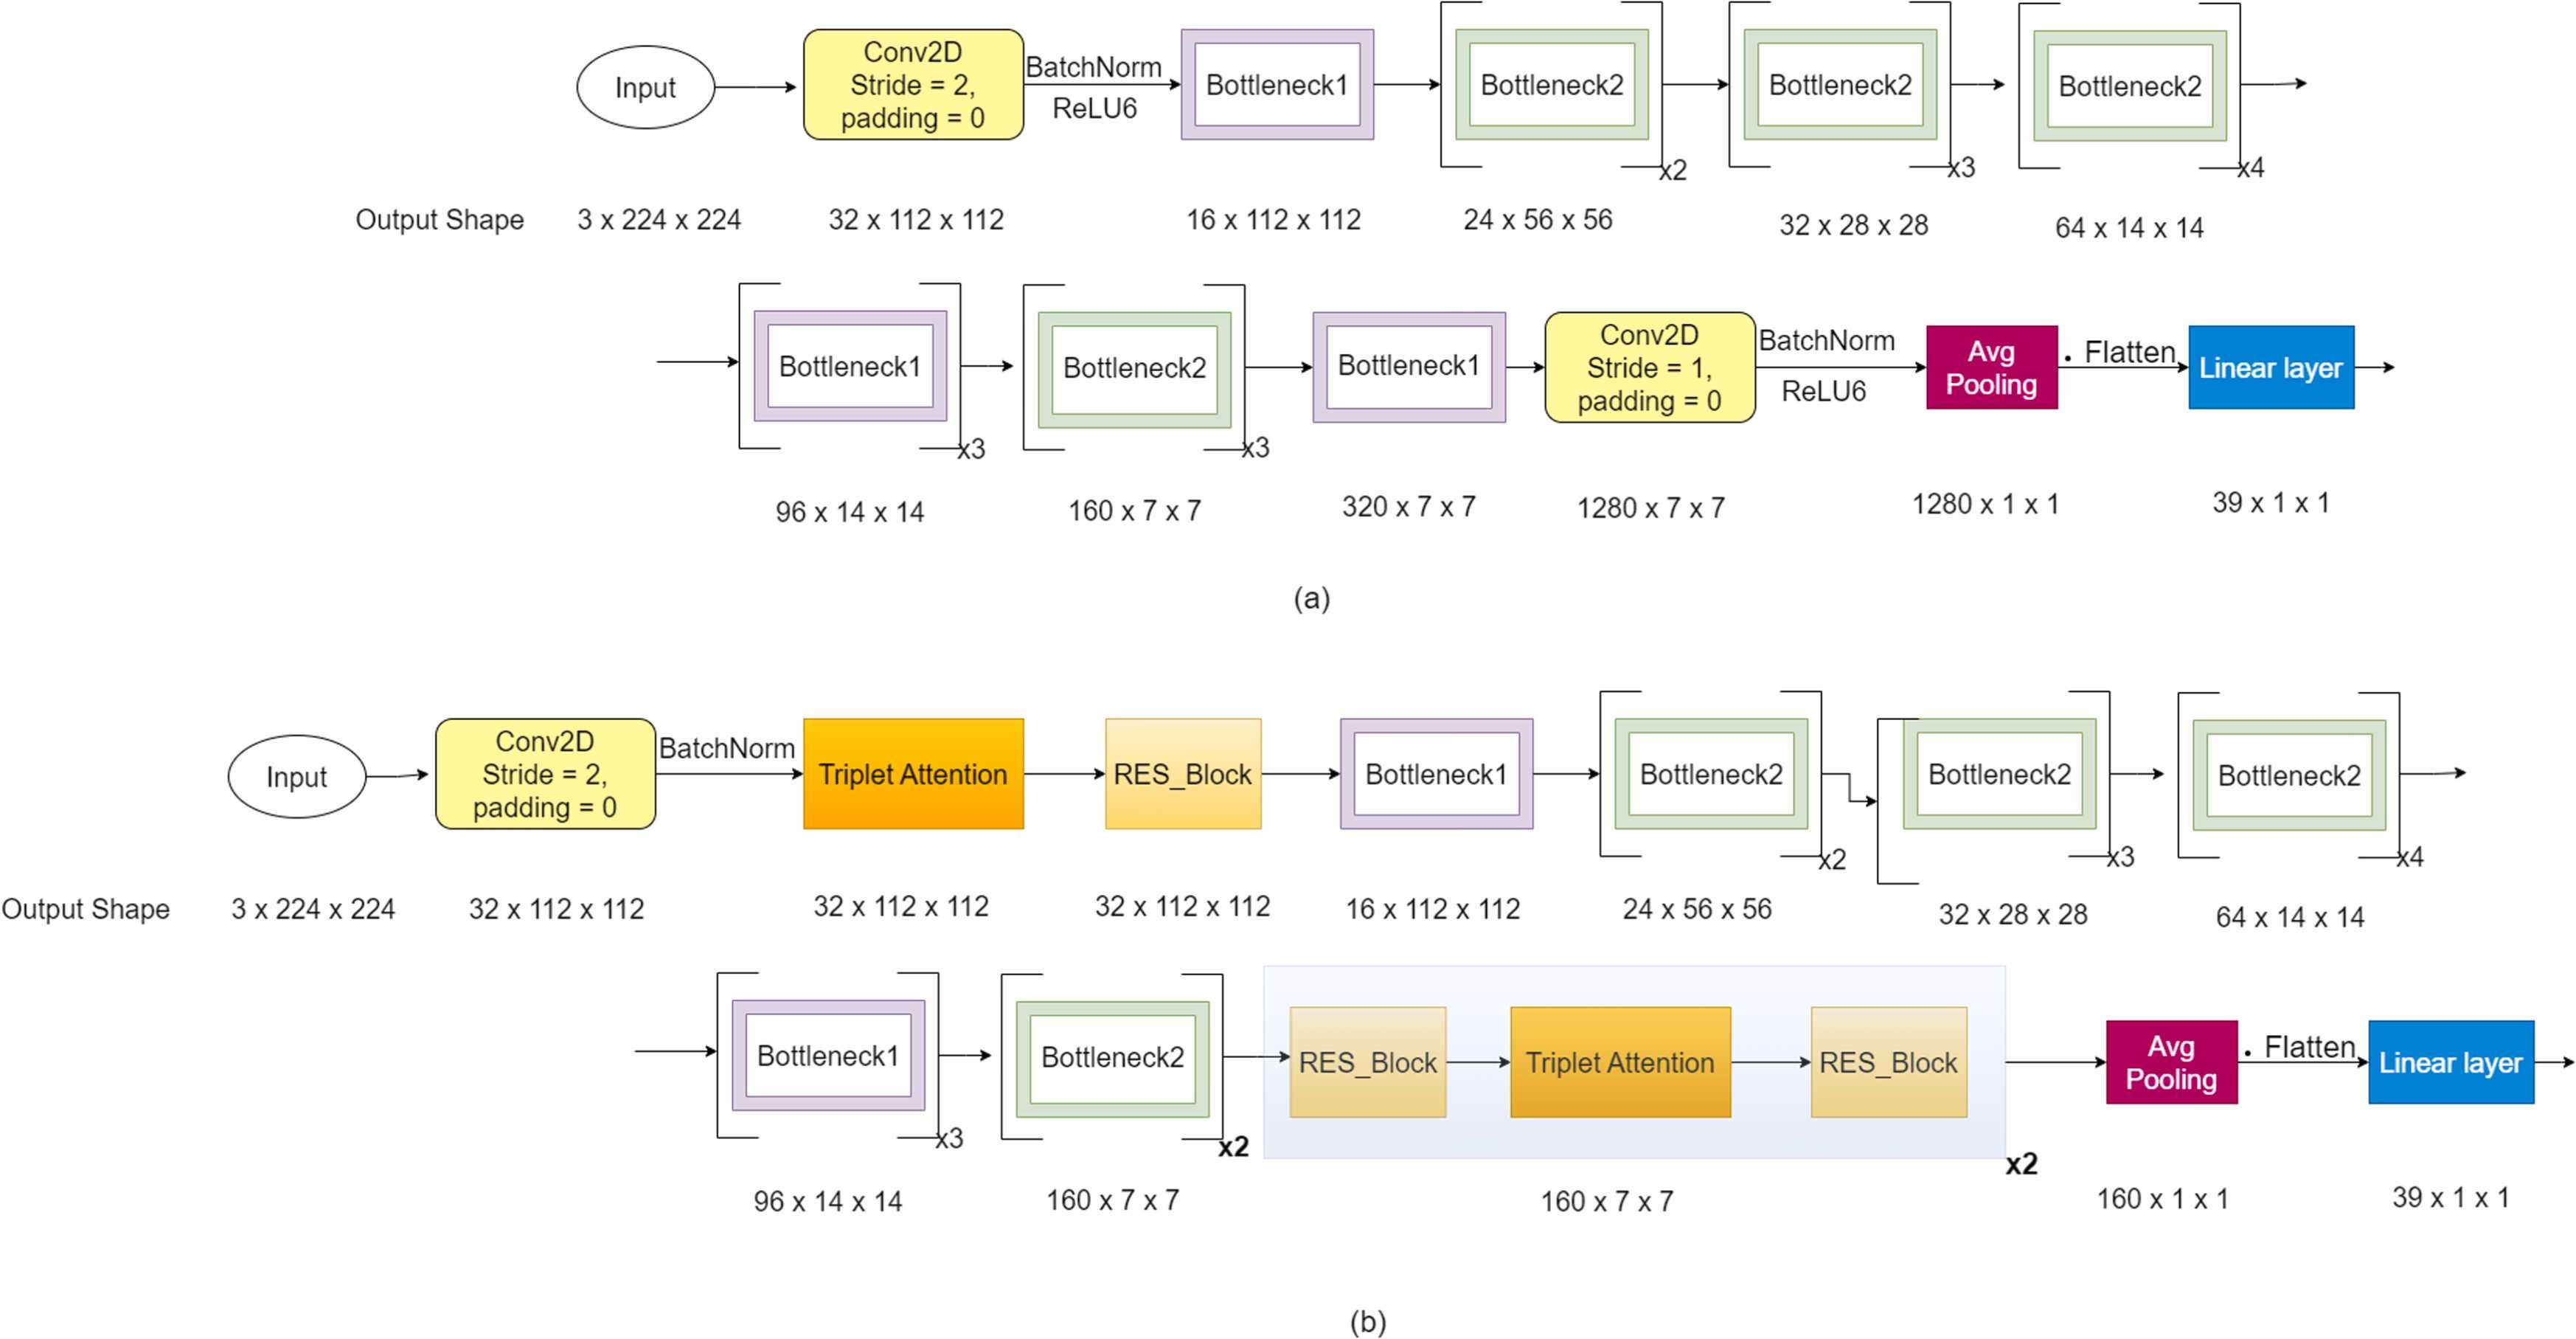 Input
Conv2D
Stride = 2,
padding = 0
BatchNorm
ReLU6
Bottleneck1
Bottleneck2
x2
Bottleneck2
x3
Bottleneck2
x4
Output Shape
3 x 224 x 224
32 x 112 x 112
16 x 112 x 112
24 x 56 x 56
32 x 28 x 28
64 x 14 x 14
Bottleneck1
x3
Bottleneck2
x3
Bottleneck1
Conv2D
Stride = 1,
padding = 0
BatchNorm
ReLU6
Avg
Pooling
. Flatten
Linear layer
96 x 14 x 14
160 x 7 x 7
320 x 7 x 7
1280 x 7 x 7
1280 x 1 x 1
39 x 1 x 1
(a)
Input
Conv2D
Stride = 2,
padding = 0
BatchNorm
Triplet Attention
RES_Block
Bottleneck1
Bottleneck2
x2
Bottleneck2
x3
Bottleneck2
x4
Output Shape
3 x 224 x 224
32 x 112 x 112
32 x 112 x 112
32 x 112 x 112
16 x 112 x 112
24 x 56 x 56
32 x 28 x 28
64 x 14 x 14
Bottleneck1
x3
Bottleneck2
x2
RES_Block
Triplet Attention
RES_Block
x2
Avg
Pooling
. Flatten
Linear layer
96 x 14 x 14
160 x 7 x 7
160 x 7 x 7
160 x 1 x 1
39 x 1 x 1
(b)